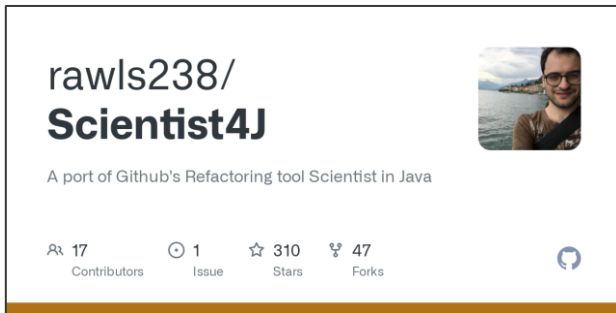 rawls238/
Scientist4J
A port of Github's Refactoring tool Scientist in Java
17
Contributors
1
Issue
310
Stars
47
Forks